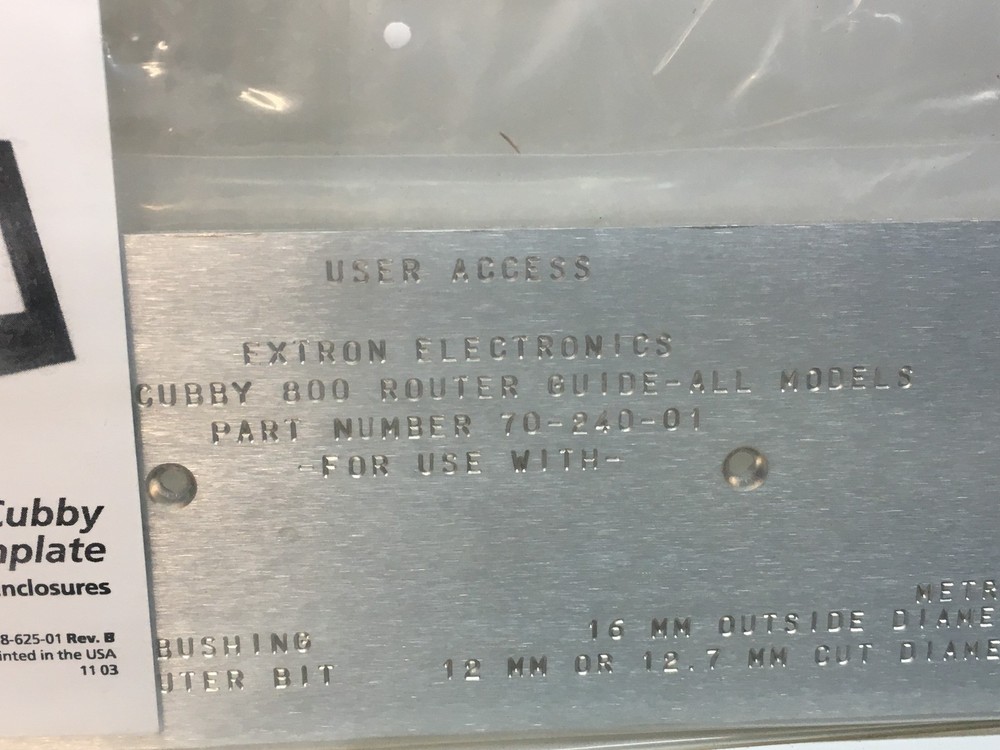 USER ACCESS
EXTRON ELECTRONICS
CUBBY 800 ROUTER GUIDE-ALL MODELS
PART NUMBER 70-240-01
-FOR USE WITH-
METR
BUSHING 16 MM OUTSIDE DIAME
UTER BIT 12 MM OR 12.7 MM CUT DIAME
Cubby
mplate
nclosures
8-625-01 Rev. B
inted in the USA
11 03